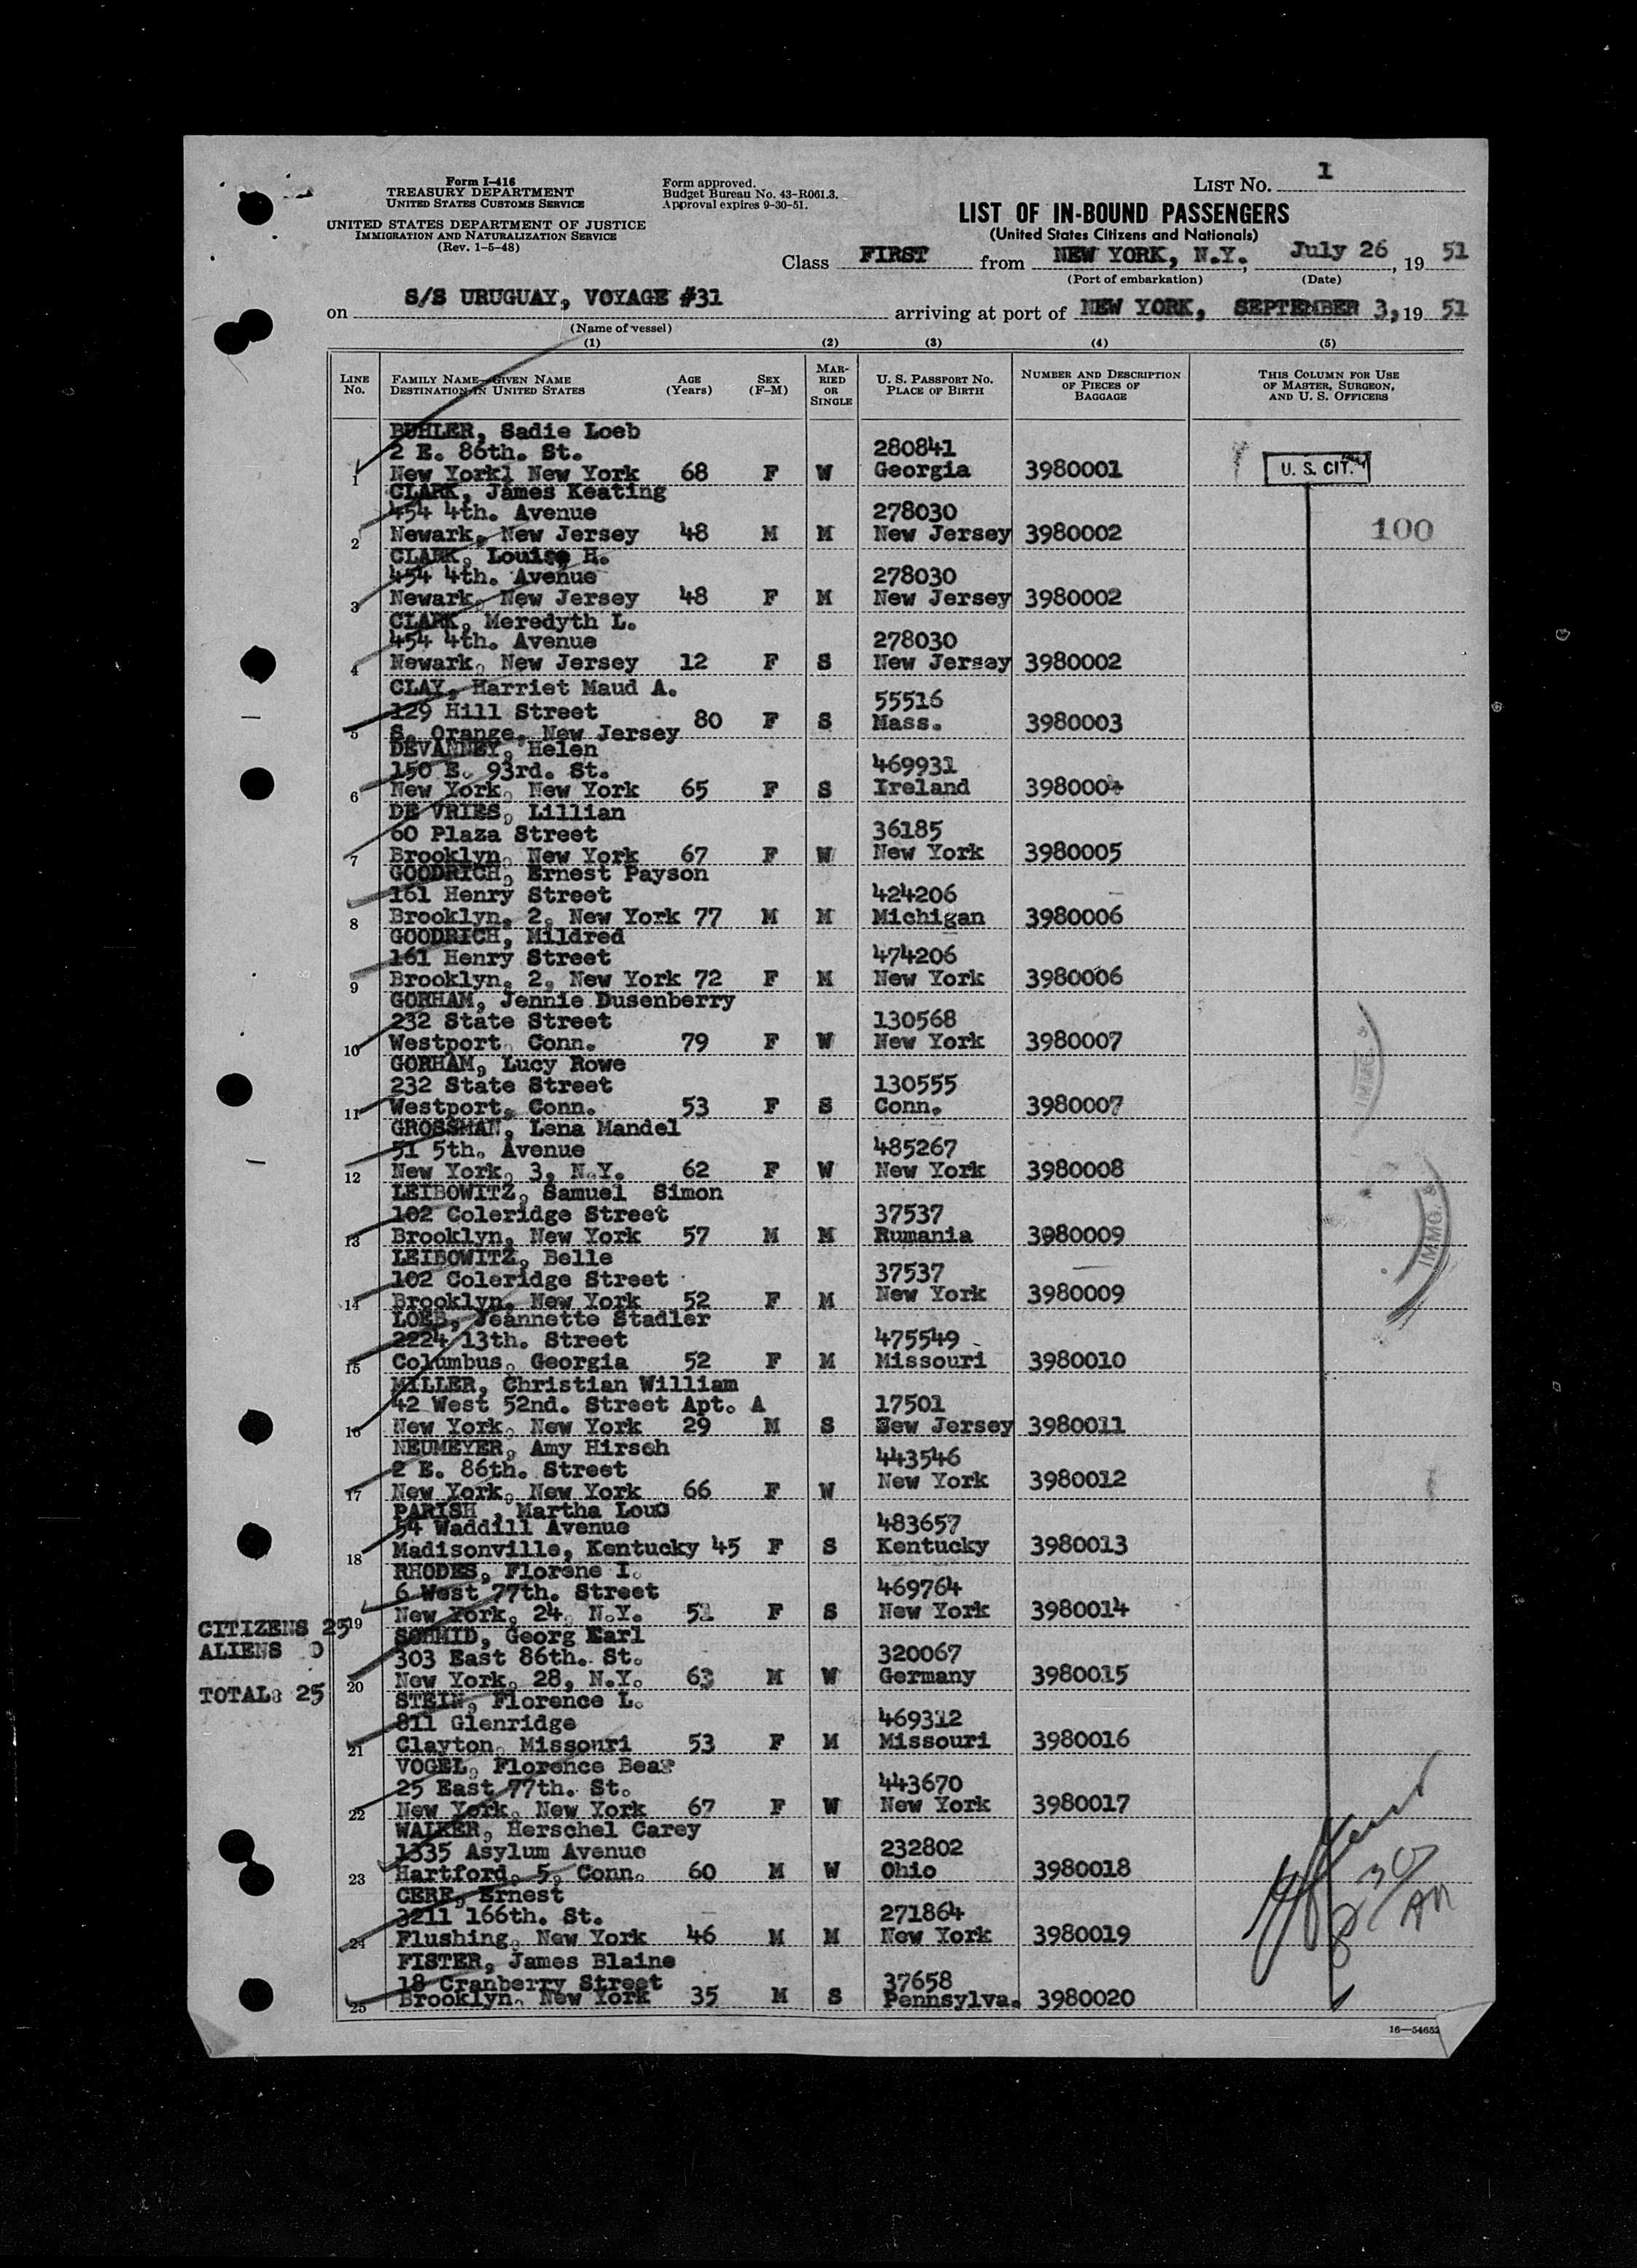 Form I-416
TREASURY DEPARTMENT
UNITED STATES CUSTOMS SERVICE
UNITED STATES DEPARTMENT OF JUSTICE
IMMIGRATION AND NATURALIZATION SERVICE
(Rev. 1-5-48)
Form approved.
Budget Bureau No. 43-R061.3.
Approval expires 9-30-51.
LIST NO. 1
LIST OF IN-BOUND PASSENGERS
(United States Citizens and Nationals)
Class FIRST from NEW YORK, N.Y., July 26, 19 51
(Port of embarkation) (Date)
on S/S URUGUAY, VOYAGE #31 arriving at port of NEW YORK, SEPTEMBER 3, 19 51
(Name of vessel)
(1) (2) (3) (4) (5)
LINE No. FAMILY NAME—GIVEN NAME DESTINATION IN UNITED STATES AGE (Years) SEX (F-M) MARRIED OR SINGLE U. S. PASSPORT NO. PLACE OF BIRTH NUMBER AND DESCRIPTION OF PIECES OF BAGGAGE THIS COLUMN FOR USE OF MASTER, SURGEON, AND U. S. OFFICERS
BUHLER, Sadie Loeb
2 E. 86th. St. 280841
1 New York, New York 68 F W Georgia 3980001 U. S. CIT.
CLARK, James Keating
454 4th. Avenue 278030
2 Newark, New Jersey 48 M M New Jersey 3980002 100
CLARK, Louise H.
454 4th. Avenue 278030
3 Newark, New Jersey 48 F M New Jersey 3980002
CLARK, Meredyth L.
454 4th. Avenue 278030
4 Newark, New Jersey 12 F S New Jersey 3980002
CLAY, Harriet Maud A.
129 Hill Street 55516
5 S. Orange, New Jersey 80 F S Mass. 3980003
DEVANNEY, Helen
150 E. 93rd. St. 469931
6 New York, New York 65 F S Ireland 3980004
DE VRIES, Lillian
60 Plaza Street 36185
7 Brooklyn, New York 67 F W New York 3980005
GOODRICH, Ernest Payson
161 Henry Street 424206
8 Brooklyn, 2, New York 77 M M Michigan 3980006
GOODRICH, Mildred
161 Henry Street 474206
9 Brooklyn, 2, New York 72 F M New York 3980006
GORHAM, Jennie Dusenberry
232 State Street 130568
10 Westport, Conn. 79 F W New York 3980007
GORHAM, Lucy Rowe
232 State Street 130555
11 Westport, Conn. 53 F S Conn. 3980007
IMMG. S
GROSSMAN, Lena Mandel
51 5th. Avenue 485267
12 New York, 3, N.Y. 62 F W New York 3980008
LEIBOWITZ, Samuel Simon
102 Coleridge Street 37537
13 Brooklyn, New York 57 M M Rumania 3980009
IMMG. S
LEIBOWITZ, Belle
102 Coleridge Street 37537
14 Brooklyn, New York 52 F M New York 3980009
LOEB, Jeannette Stadler
2224 13th. Street 475549
15 Columbus, Georgia 52 F M Missouri 3980010
MILLER, Christian William
42 West 52nd. Street Apt. A 17501
16 New York, New York 29 M S New Jersey 3980011
NEUMEYER, Amy Hirsch
2 E. 86th. Street 443546
17 New York, New York 66 F W New York 3980012
PARISH, Martha Lou
54 Waddill Avenue 483657
18 Madisonville, Kentucky 45 F S Kentucky 3980013
RHODES, Florene I.
6 West 77th. Street 469764
19 New York, 24, N.Y. 51 F S New York 3980014
CITIZENS 25
ALIENS 0
TOTAL: 25
SCHMID, Georg Earl
303 East 86th. St. 320067
20 New York, 28, N.Y. 63 M W Germany 3980015
STEIN, Florence L.
811 Glenridge 469312
21 Clayton, Missouri 53 F M Missouri 3980016
VOGEL, Florence Bear
25 East 77th. St. 443670
22 New York, New York 67 F W New York 3980017
WALKER, Herschel Carey
1335 Asylum Avenue 232802
23 Hartford, 5, Conn. 60 M W Ohio 3980018
CERF, Ernest
3211 166th. St. 271864
24 Flushing, New York 46 M M New York 3980019
FISTER, James Blaine
18 Cranberry Street 37658
25 Brooklyn, New York 35 M S Pennsylva. 3980020
16—54652